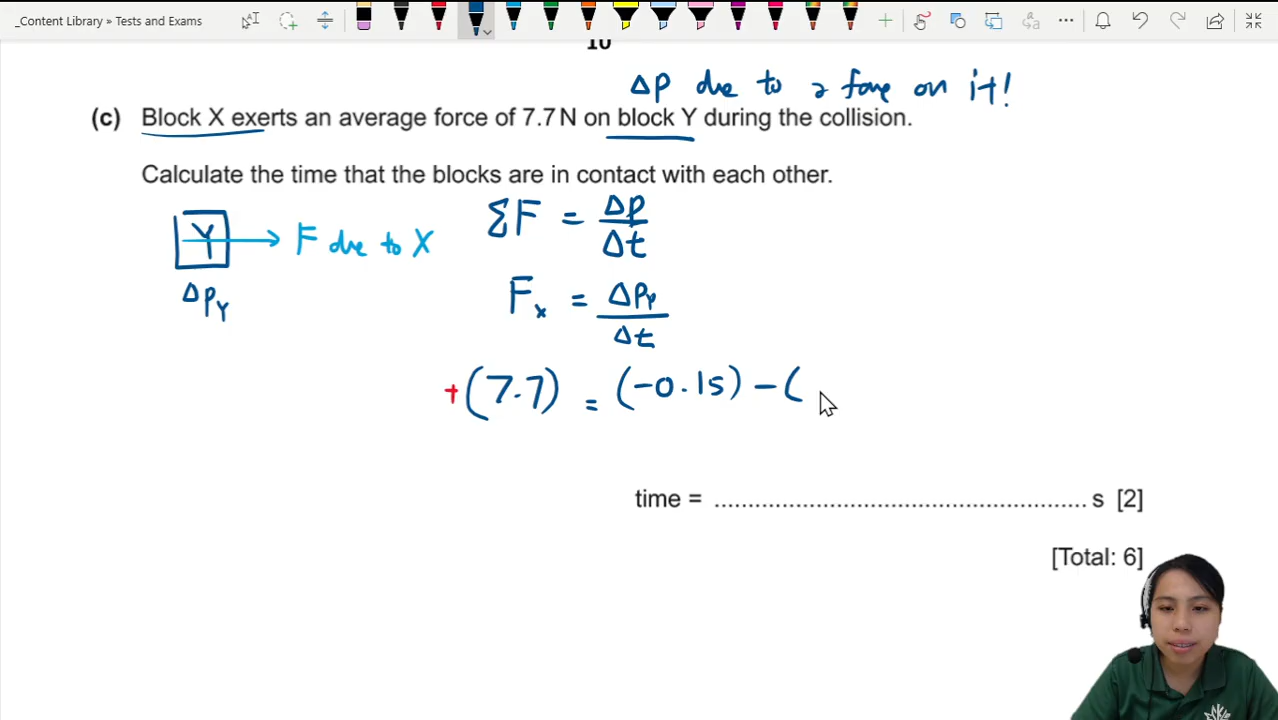 _Content Library » Tests and Exams
10
Δp due to a force on it!
(c) Block X exerts an average force of 7.7 N on block Y during the collision.
Calculate the time that the blocks are in contact with each other.
Y F due to X
ΔpY
ΣF = Δp/Δt
Fx = ΔpY/Δt
+(7.7) = (-0.15) - (
time = ............................................................ s [2]
[Total: 6]